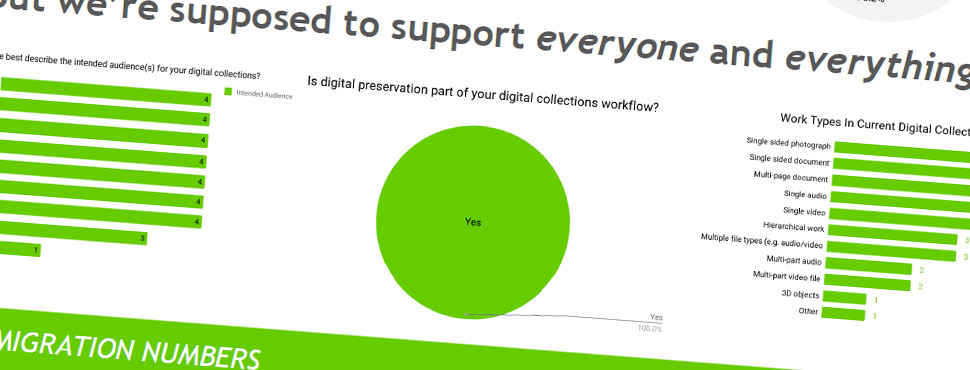 we're supposed to support everyone and everything
best describe the intended audience(s) for your digital collections?
4
Intended Audience
4
4
4
4
4
4
3
1
Is digital preservation part of your digital collections workflow?
Yes
Yes
100.0%
Work Types In Current Digital
Single sided photograph
Single sided document
Multi-page document
Single audio
Single video
Hierarchical work
3
Multiple file types (e.g. audio/video
3
Multi-part audio
2
Multi-part video file
2
3D objects
1
Other
1
MIGRATION NUMBERS